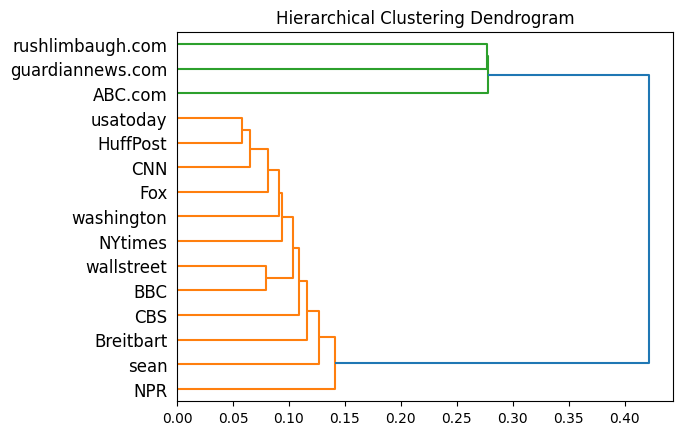 Hierarchical Clustering Dendrogram
rushlimbaugh.com
guardiannews.com
ABC.com
usatoday
HuffPost
CNN
Fox
washington
NYtimes
wallstreet
BBC
CBS
Breitbart
sean
NPR
0.00 0.05 0.10 0.15 0.20 0.25 0.30 0.35 0.40